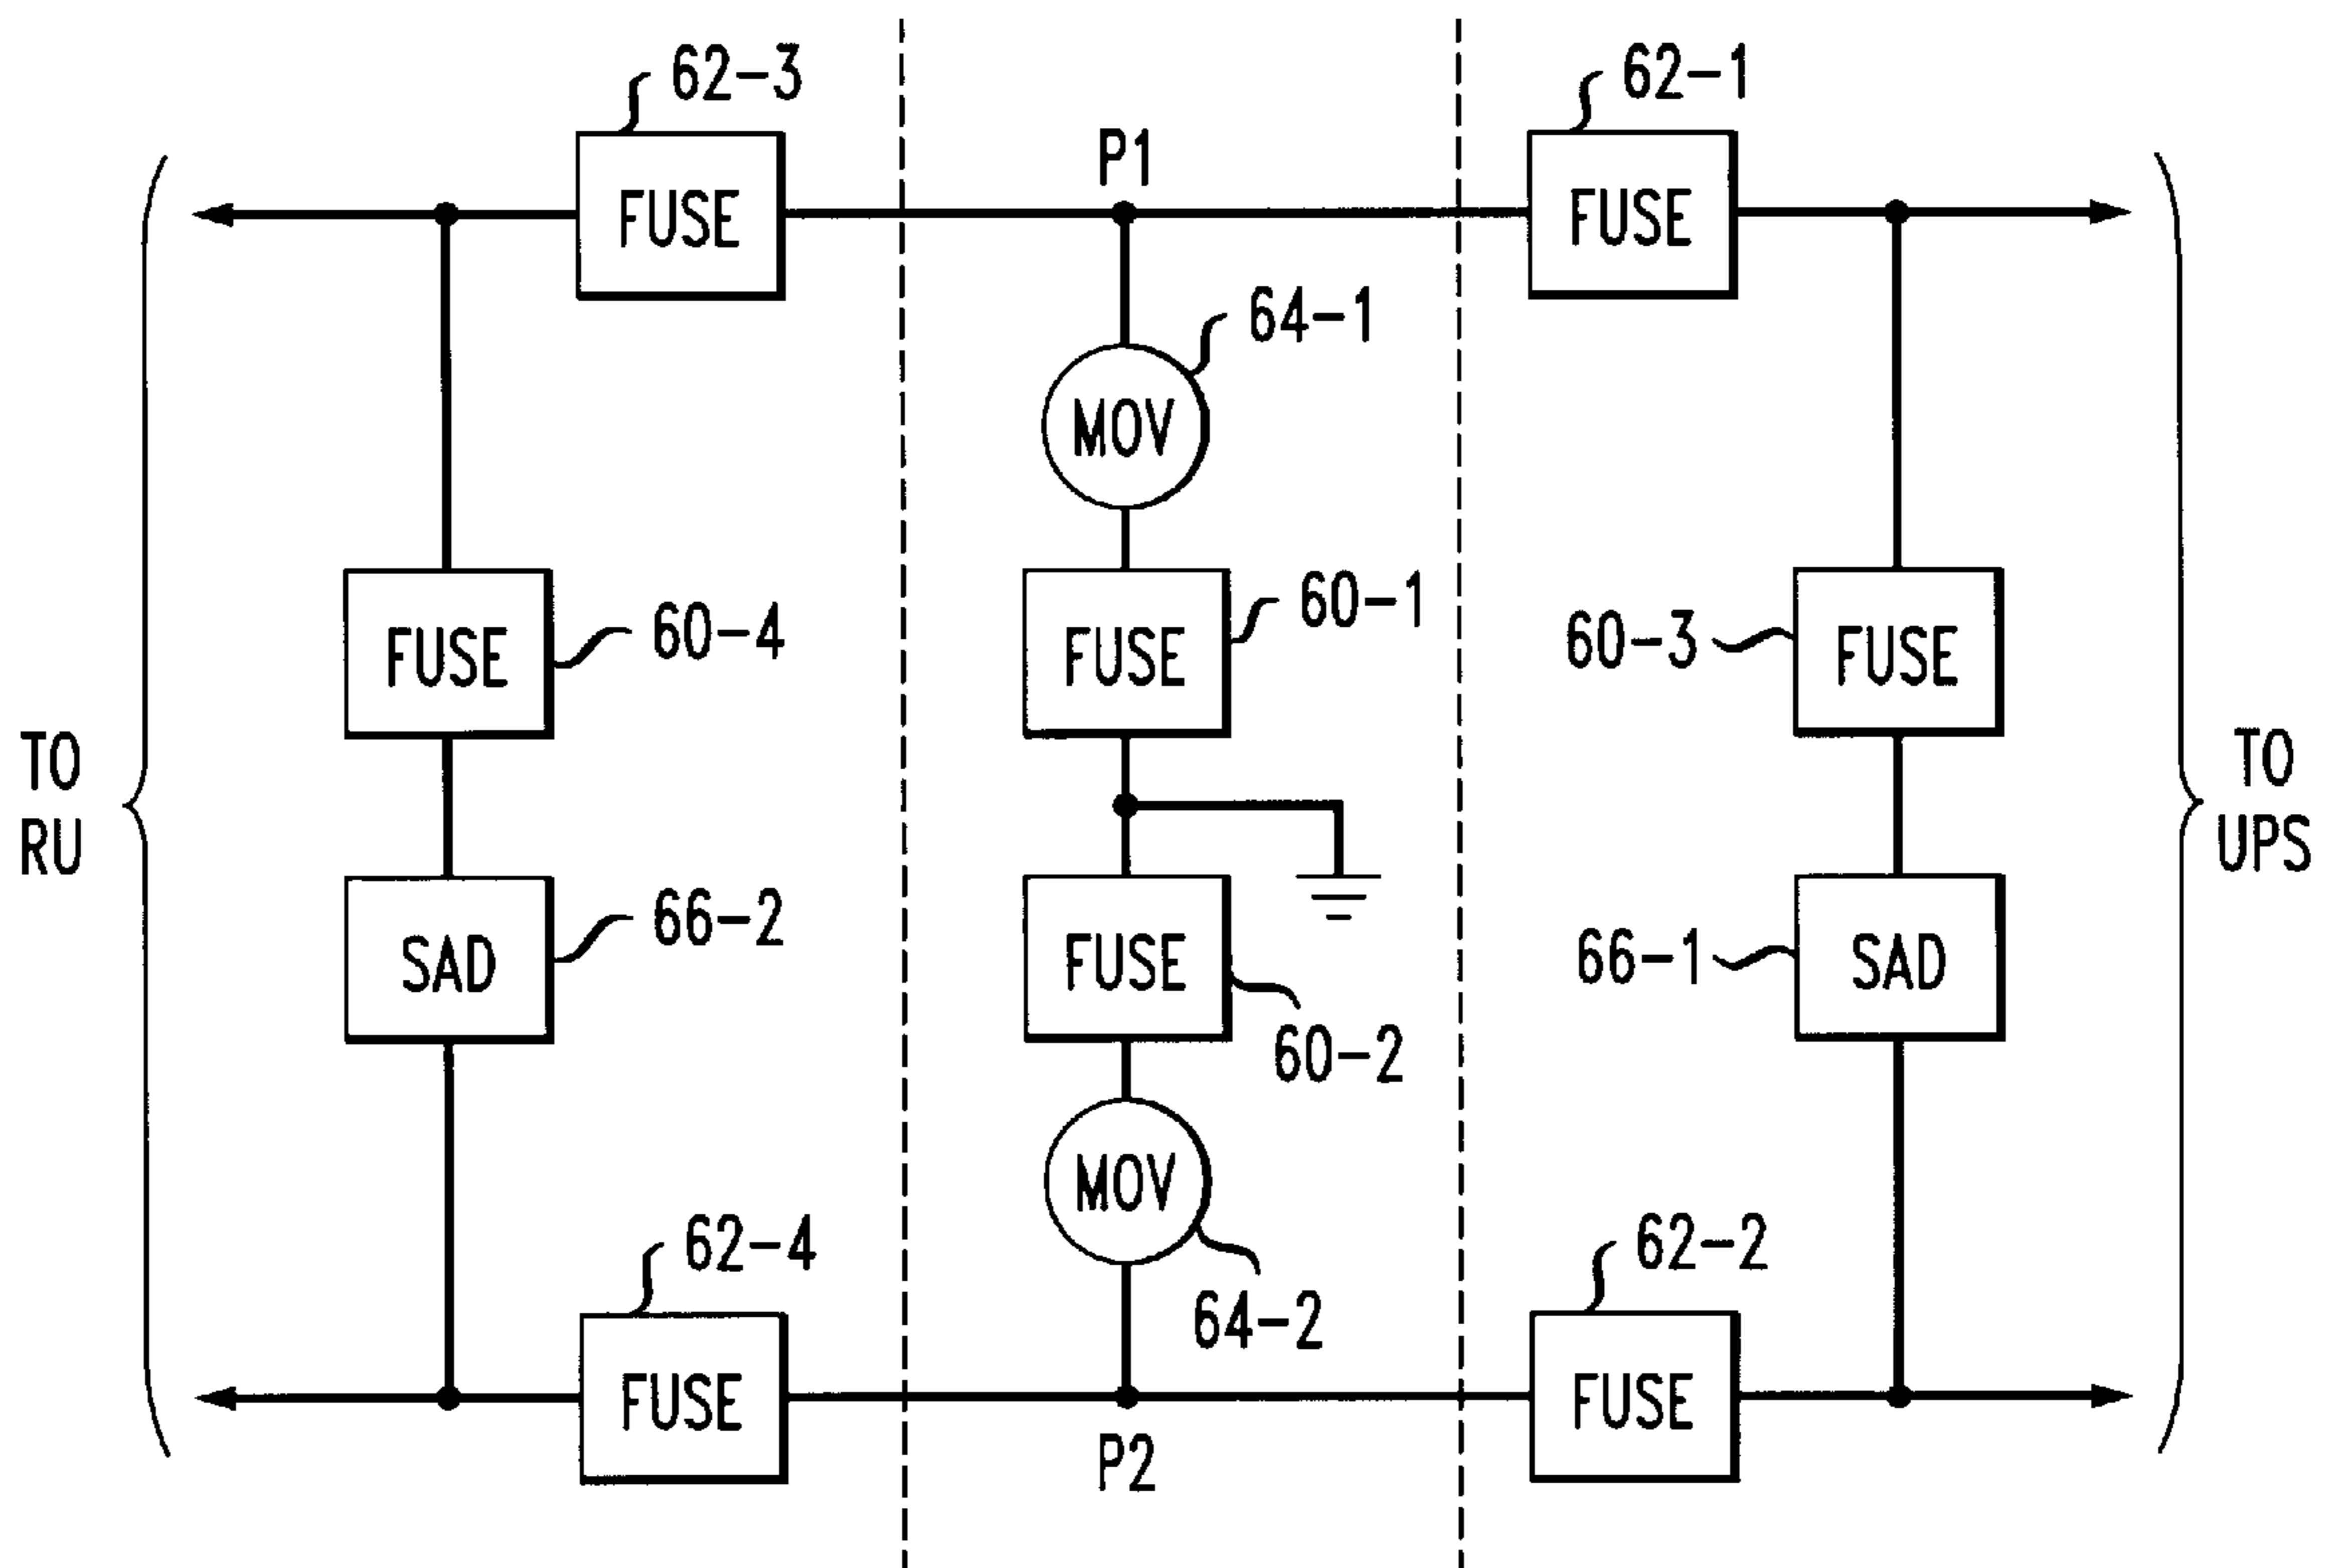 62-3
62-1
P1
FUSE
FUSE
64-1
MOV
60-4
60-1
60-3
FUSE
FUSE
FUSE
TO
RU
TO
UPS
66-2
66-1
SAD
FUSE
SAD
60-2
MOV
62-4
62-2
64-2
FUSE
FUSE
P2